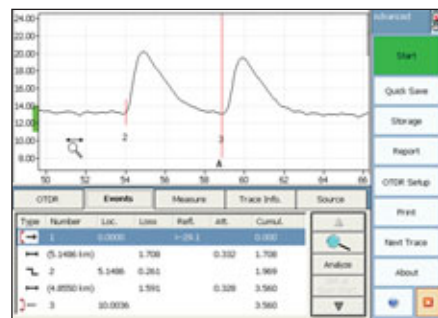 Advanced
24.00
22.00
20.00
18.00
16.00
14.00
12.00
10.00
8.00
50 52 54 56 58 60 62 64 66
2
3
A
Start
Quick Save
Storage
Report
OTDR Setup
Print
Next Trace
About
OTDR Events Measure Trace Info. Source
Type Number Loc. Loss Refl. Att. Cumul.
1 0.0000 >-29.1 0.000
(5.1486 km) 1.708 0.332 1.708
2 5.1486 0.261 1.969
(4.8550 km) 1.591 0.328 3.560
3 10.0036 3.560
Analyze